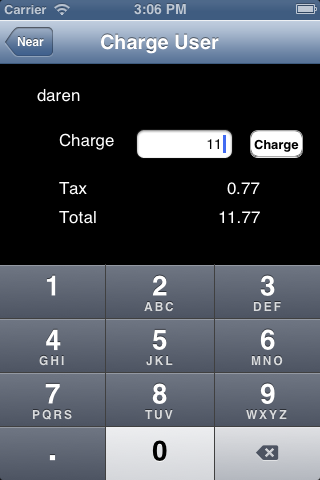 Carrier 3:06 PM
Near Charge User
daren
Charge 11 Charge
Tax 0.77
Total 11.77
1 2 ABC 3 DEF
4 GHI 5 JKL 6 MNO
7 PQRS 8 TUV 9 WXYZ
. 0